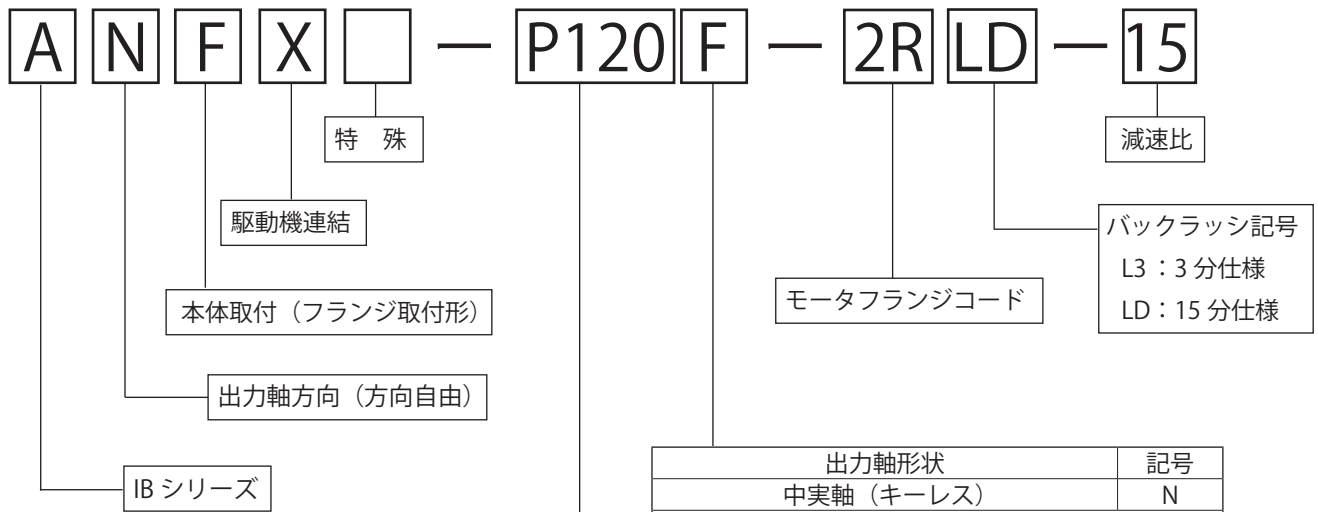 A N F X － P120 F － 2R LD － 15
特　殊
減速比
駆動機連結
バックラッシ記号
L3：3 分仕様
LD：15 分仕様
モータフランジコード
本体取付（フランジ取付形）
出力軸方向（方向自由）
IB シリーズ
出力軸形状 記号
中実軸（キーレス） N